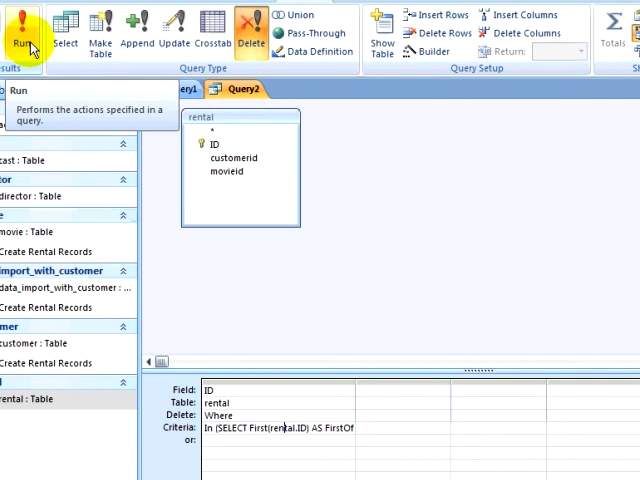 Union
Insert Rows
Insert Columns
Run
Select
Make Table
Append
Update
Crosstab
Delete
Pass-Through
Show Table
Delete Rows
Delete Columns
Totals
Data Definition
Builder
Return:
Query Type
Query Setup
Run
Query2
Performs the actions specified in a
query.
rental
*
ID
customerid
movieid
cast : Table
director : Table
movie : Table
Create Rental Records
import_with_customer
data_import_with_customer : ...
Create Rental Records
customer : Table
Create Rental Records
rental : Table
Field: ID
Table: rental
Delete: Where
Criteria: In (SELECT First(rental.ID) AS FirstOf
or: